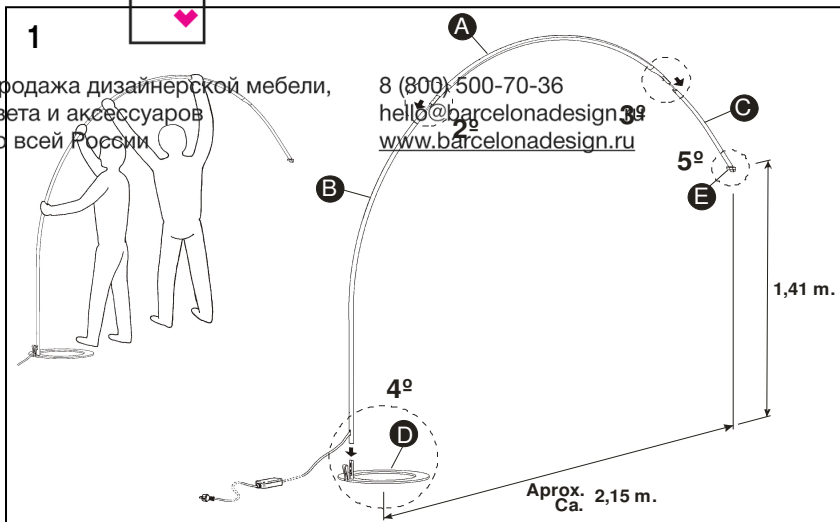 1
A
родажа дизайнерской мебели,
8 (800) 500-70-36
вета и аксессуаров
hello@barcelonadesign.ru
3º
C
о всей России
2º
www.barcelonadesign.ru
5º
B
E
1,41 m.
4º
D
Aprox.
Ca. 2,15 m.